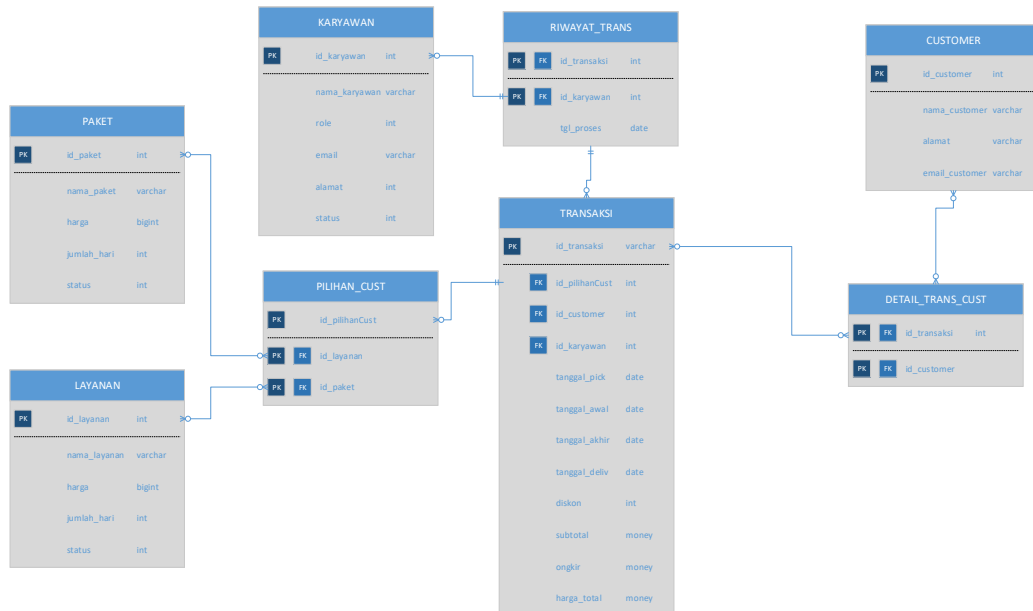 KARYAWAN
PK id_karyawan int
nama_karyawan varchar
role int
email varchar
alamat int
status int
RIWAYAT_TRANS
PK FK id_transaksi int
PK FK id_karyawan int
tgl_proses date
CUSTOMER
PK id_customer int
nama_customer varchar
alamat varchar
email_customer varchar
PAKET
PK id_paket int
nama_paket varchar
harga bigint
jumlah_hari int
status int
TRANSAKSI
PK id_transaksi varchar
FK id_pilihanCust int
FK id_customer int
FK id_karyawan int
tanggal_pick date
tanggal_awal date
tanggal_akhir date
tanggal_deliv date
diskon int
subtotal money
ongkir money
harga_total money
PILIHAN_CUST
PK id_pilihanCust
PK FK id_layanan
PK FK id_paket
DETAIL_TRANS_CUST
PK FK id_transaksi int
PK FK id_customer
LAYANAN
PK id_layanan int
nama_layanan varchar
harga bigint
jumlah_hari int
status int